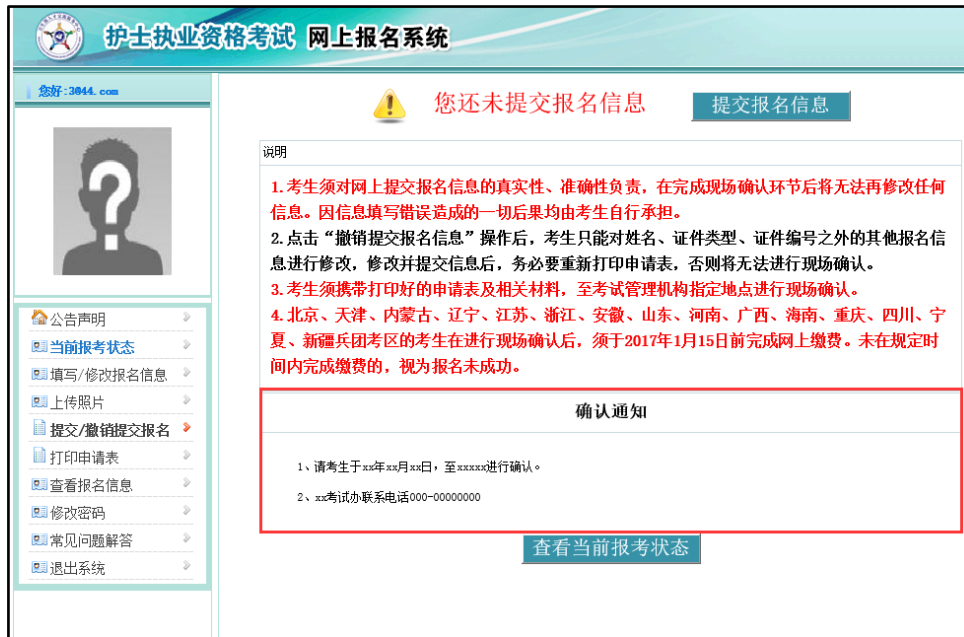 护士执业资格考试 网上报名系统
您好:3044. com
您还未提交报名信息 提交报名信息
说明
1.考生须对网上提交报名信息的真实性、准确性负责，在完成现场确认环节后将无法再修改任何
信息。因信息填写错误造成的一切后果均由考生自行承担。
2.点击“撤销提交报名信息”操作后，考生只能对姓名、证件类型、证件编号之外的其他报名信
息进行修改，修改并提交信息后，务必要重新打印申请表，否则将无法进行现场确认。
3.考生须携带打印好的申请表及相关材料，至考试管理机构指定地点进行现场确认。
4.北京、天津、内蒙古、辽宁、江苏、浙江、安徽、山东、河南、广西、海南、重庆、四川、宁
夏、新疆兵团考区的考生在进行现场确认后，须于2017年1月15日前完成网上缴费。未在规定时
间内完成缴费的，视为报名未成功。
公告声明
当前报考状态
填写/修改报名信息
上传照片
提交/撤销提交报名
打印申请表
查看报名信息
修改密码
常见问题解答
退出系统
确认通知
1、请考生于xx年xx月xx日，至xxxxx进行确认。
2、xx考试办联系电话000-00000000
查看当前报考状态